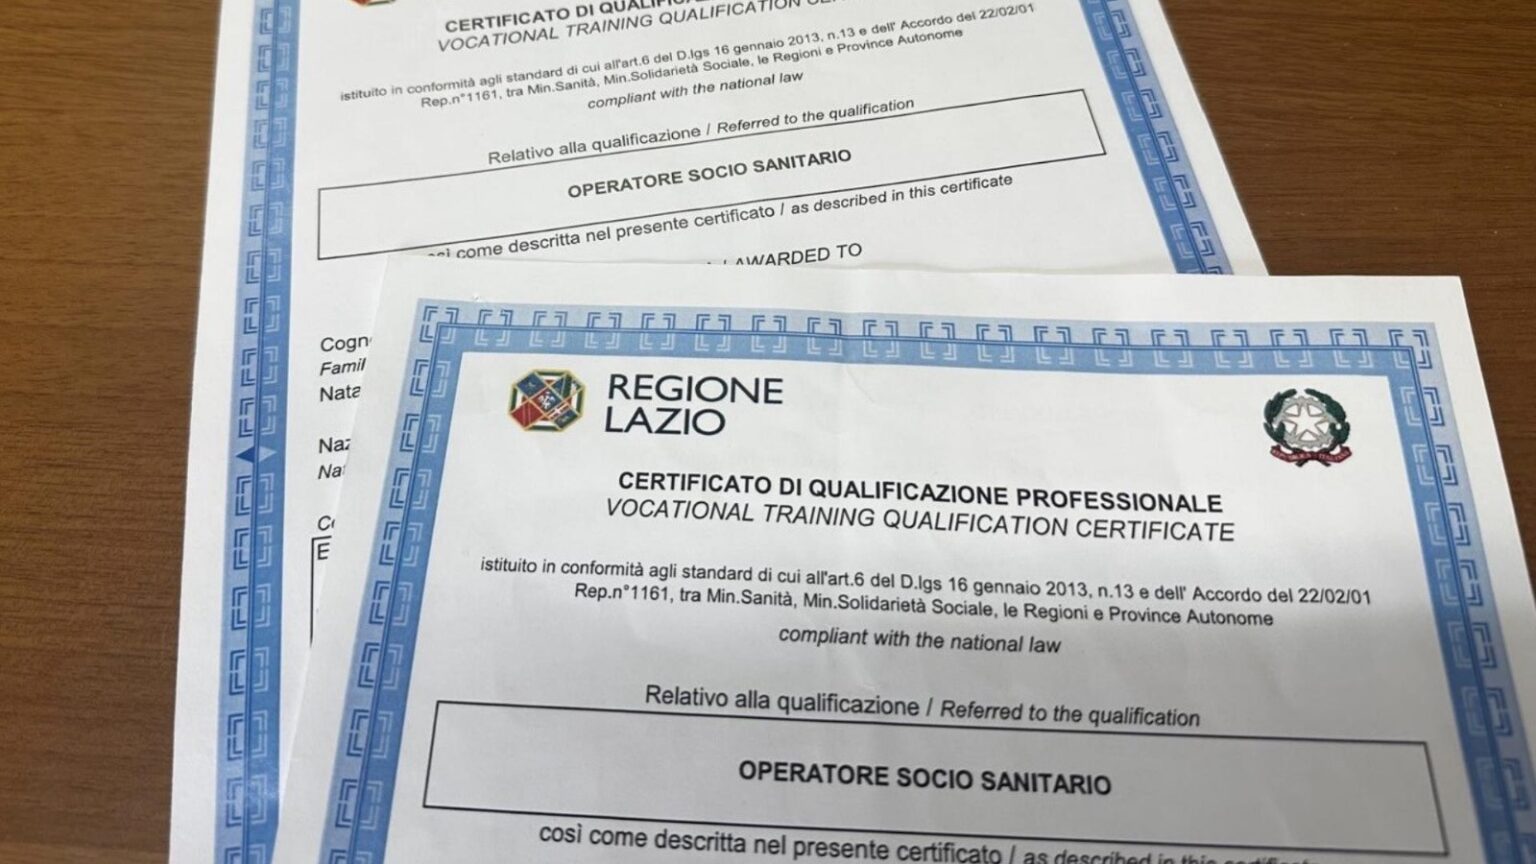 CERTIFICATO DI
VOCATIONAL TRAINING QUALIFICATION
istituito in conformità agli standard di cui all'art.6 del D.lgs 16 gennaio 2013, n.13 e dell' Accordo del 22/02/01
Rep.n°1161, tra Min.Sanità, Min.Solidarietà Sociale, le Regioni e Province Autonome
compliant with the national law
Relativo alla qualificazione / Referred to the qualification
OPERATORE SOCIO SANITARIO
come descritta nel presente certificato / as described in this certificate
AWARDED TO
REGIONE
LAZIO
CERTIFICATO DI QUALIFICAZIONE PROFESSIONALE
VOCATIONAL TRAINING QUALIFICATION CERTIFICATE
istituito in conformità agli standard di cui all'art.6 del D.lgs 16 gennaio 2013, n.13 e dell' Accordo del 22/02/01
Rep.n°1161, tra Min.Sanità, Min.Solidarietà Sociale, le Regioni e Province Autonome
compliant with the national law
Relativo alla qualificazione / Referred to the qualification
OPERATORE SOCIO SANITARIO
così come descritta nel presente certificato / as described in this